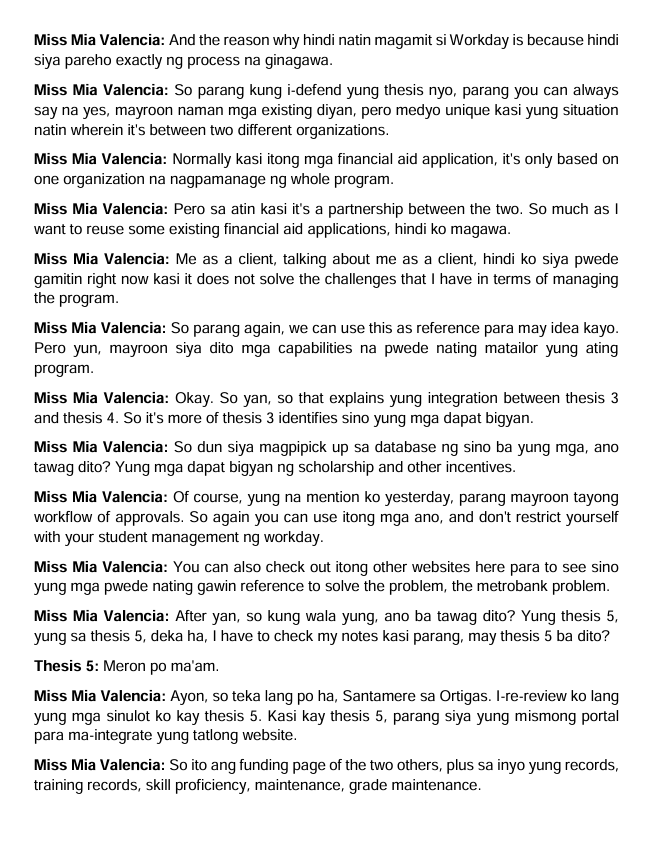 Miss Mia Valencia: And the reason why hindi natin magamit si Workday is because hindi
siya pareho exactly ng process na ginagawa.
Miss Mia Valencia: So parang kung i-defend yung thesis nyo, parang you can always
say na yes, mayroon naman mga existing diyan, pero medyo unique kasi yung situation
natin wherein it's between two different organizations.
Miss Mia Valencia: Normally kasi itong mga financial aid application, it's only based on
one organization na nagpamanage ng whole program.
Miss Mia Valencia: Pero sa atin kasi it's a partnership between the two. So much as I
want to reuse some existing financial aid applications, hindi ko magawa.
Miss Mia Valencia: Me as a client, talking about me as a client, hindi ko siya pwede
gamitin right now kasi it does not solve the challenges that I have in terms of managing
the program.
Miss Mia Valencia: So parang again, we can use this as reference para may idea kayo.
Pero yun, mayroon siya dito mga capabilities na pwede nating matailor yung ating
program.
Miss Mia Valencia: Okay. So yan, so that explains yung integration between thesis 3
and thesis 4. So it's more of thesis 3 identifies sino yung mga dapat bigyan.
Miss Mia Valencia: So dun siya magpipick up sa database ng sino ba yung mga, ano
tawag dito? Yung mga dapat bigyan ng scholarship and other incentives.
Miss Mia Valencia: Of course, yung na mention ko yesterday, parang mayroon tayong
workflow of approvals. So again you can use itong mga ano, and don't restrict yourself
with your student management ng workday.
Miss Mia Valencia: You can also check out itong other websites here para to see sino
yung mga pwede nating gawin reference to solve the problem, the metrobank problem.
Miss Mia Valencia: After yan, so kung wala yung, ano ba tawag dito? Yung thesis 5,
yung sa thesis 5, deka ha, I have to check my notes kasi parang, may thesis 5 ba dito?
Thesis 5: Meron po ma'am.
Miss Mia Valencia: Ayon, so teka lang po ha, Santamere sa Ortigas. I-re-review ko lang
yung mga sinulot ko kay thesis 5. Kasi kay thesis 5, parang siya yung mismong portal
para ma-integrate yung tatlong website.
Miss Mia Valencia: So ito ang funding page of the two others, plus sa inyo yung records,
training records, skill proficiency, maintenance, grade maintenance.